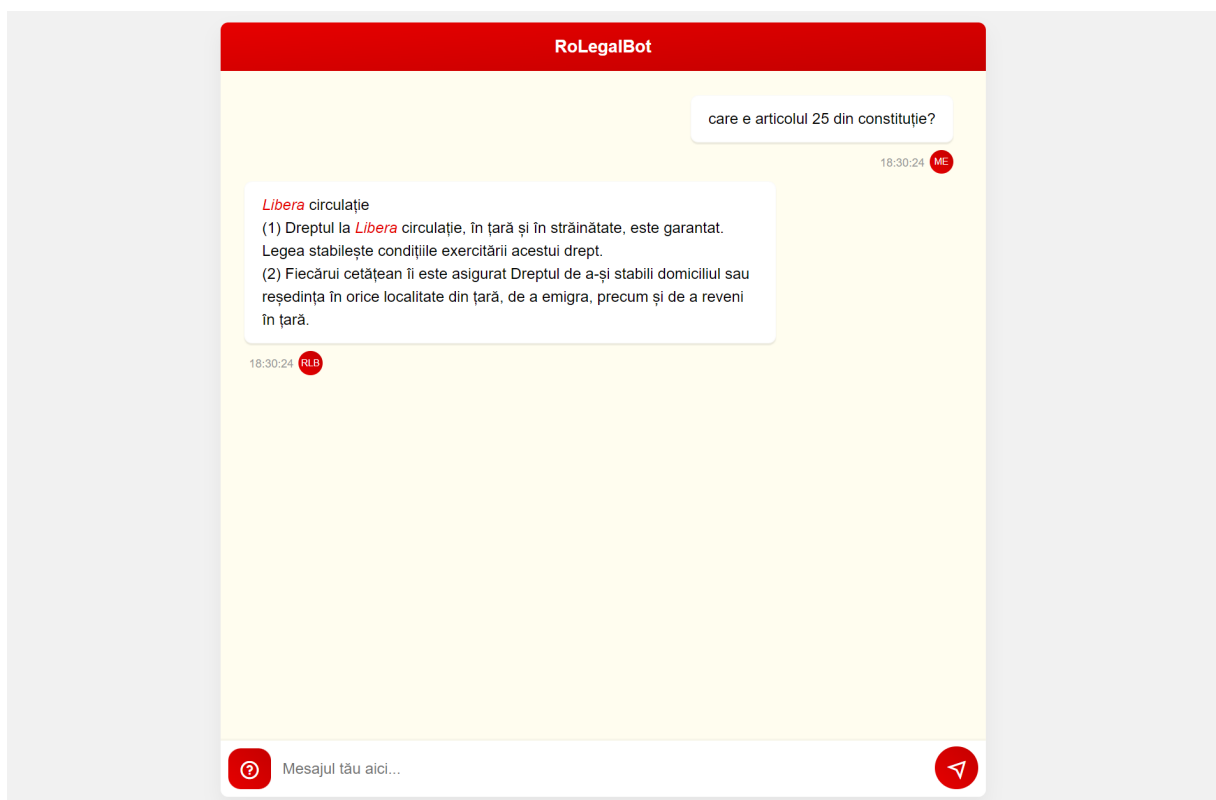 RoLegalBot
care e articolul 25 din constituție?
18:30:24 ME
Libera circulație
(1) Dreptul la Libera circulație, în țară și în străinătate, este garantat.
Legea stabilește condițiile exercitării acestui drept.
(2) Fiecărui cetățean îi este asigurat Dreptul de a-și stabili domiciliul sau
reședința în orice localitate din țară, de a emigra, precum și de a reveni
în țară.
18:30:24 RLB
Mesajul tău aici...